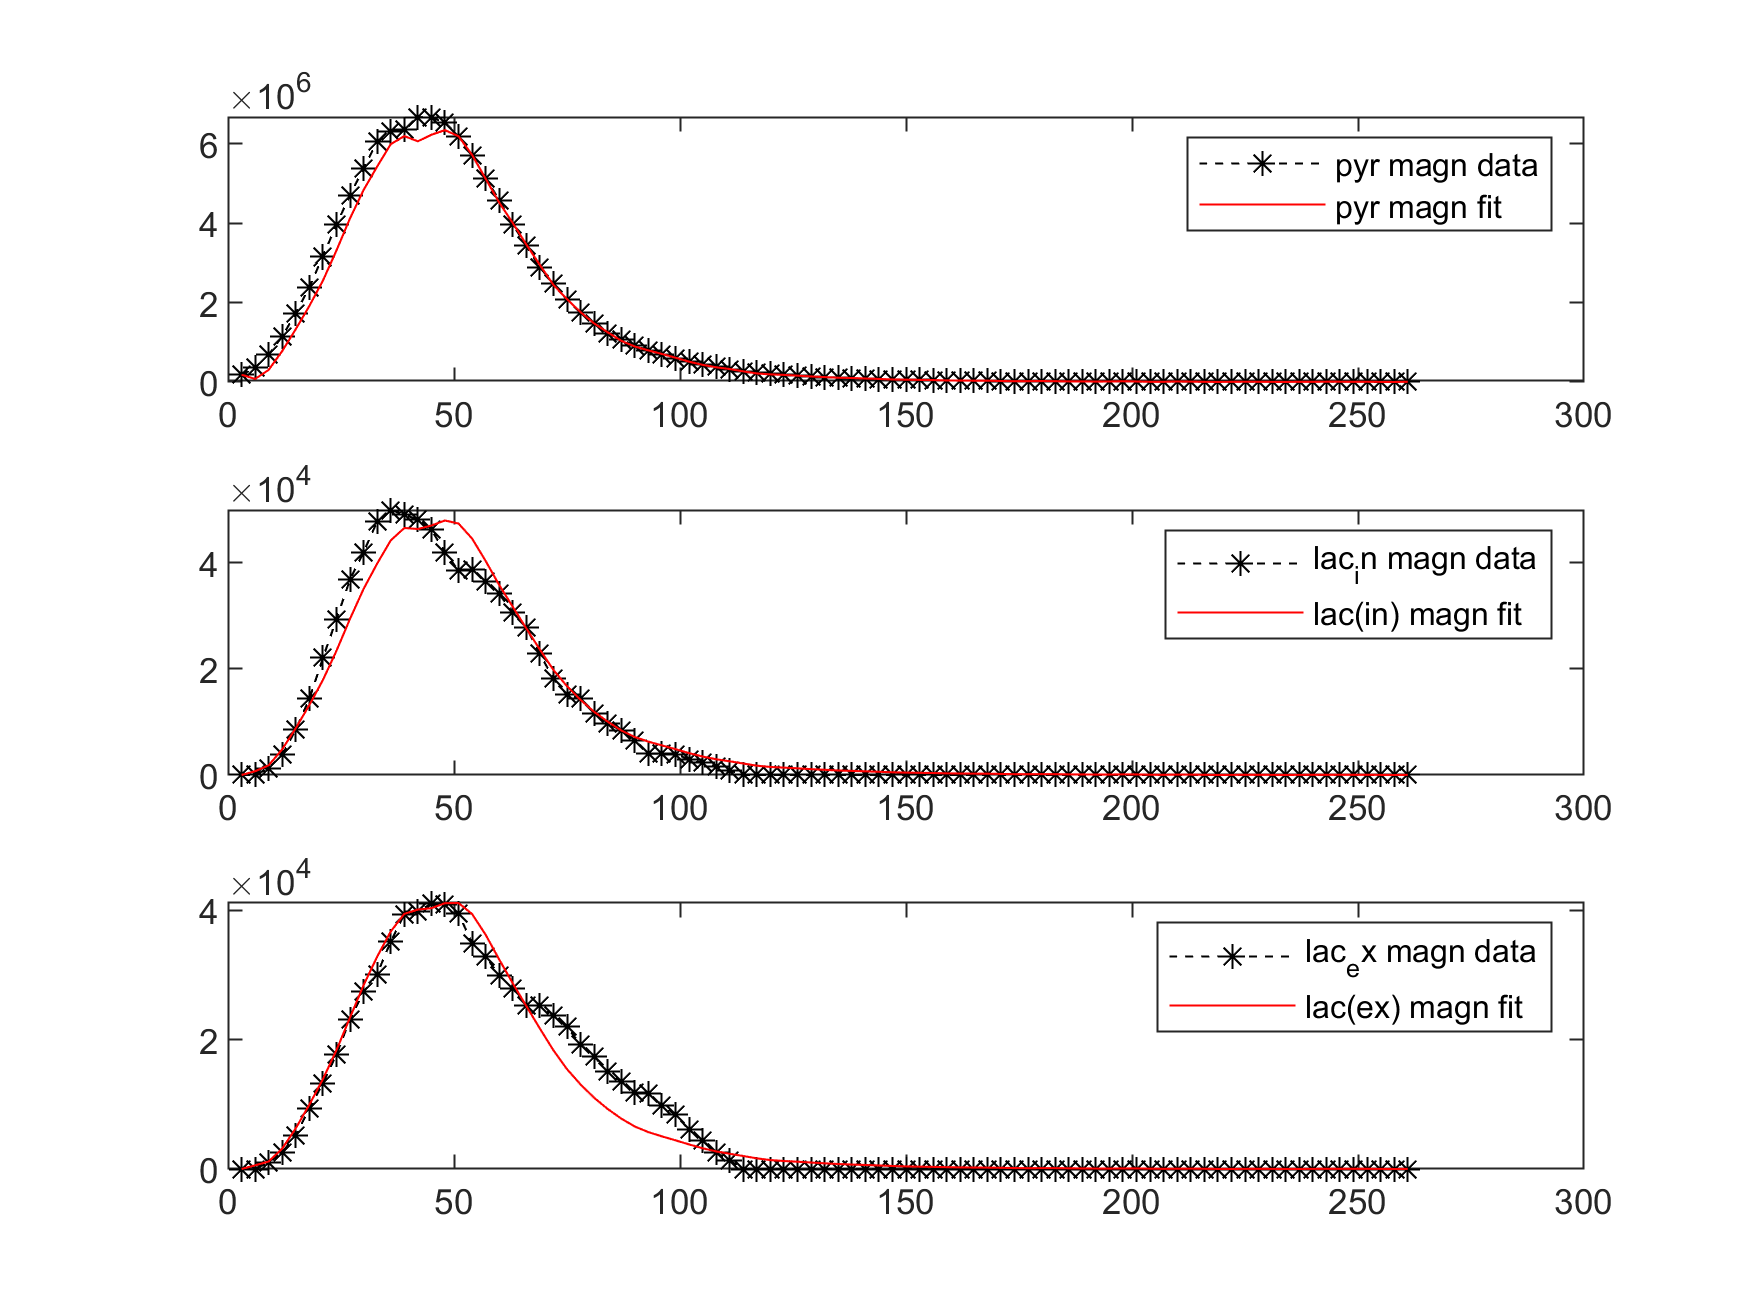 ×10^6
6
4
2
0
0 50 100 150 200 250 300
pyr magn data
pyr magn fit
×10^4
4
2
0
0 50 100 150 200 250 300
lac_in magn data
lac(in) magn fit
×10^4
4
2
0
0 50 100 150 200 250 300
lac_ex magn data
lac(ex) magn fit